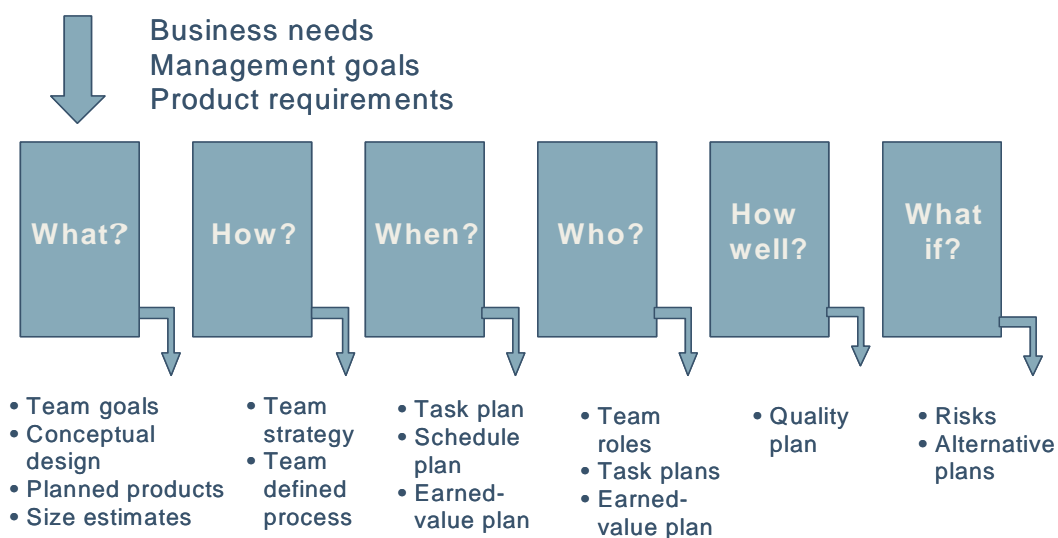 Business needs
Management goals
Product requirements
What?
How?
When?
Who?
How
well?
What
if?
• Team goals
• Conceptual
design
• Planned products
• Size estimates
• Team
strategy
• Team
defined
process
• Task plan
• Schedule
plan
• Earned-
value plan
• Team
roles
• Task plans
• Earned-
value plan
• Quality
plan
• Risks
• Alternative
plans